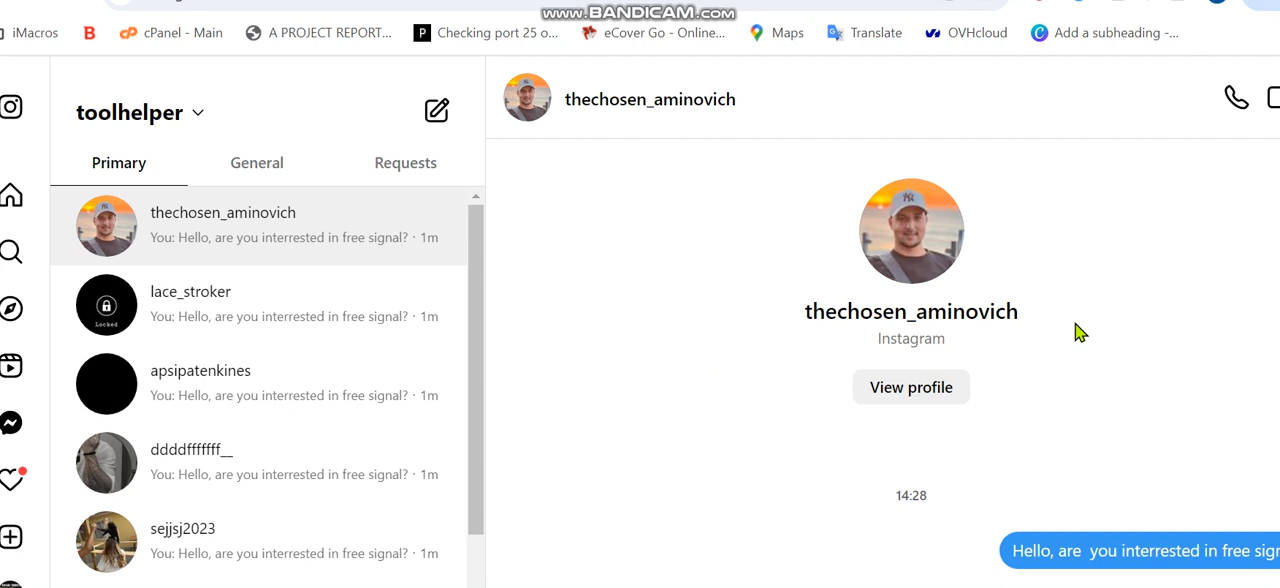 www.BANDICAM.com
iMacros
cPanel - Main
A PROJECT REPORT...
Checking port 25 o...
eCover Go - Online...
Maps
Translate
OVHcloud
Add a subheading -...
toolhelper
thechosen_aminovich
Primary
General
Requests
thechosen_aminovich
You: Hello, are you interrested in free signal? · 1m
lace_stroker
You: Hello, are you interrested in free signal? · 1m
Locked
apsipatenkines
You: Hello, are you interrested in free signal? · 1m
ddddfffffff__
You: Hello, are you interrested in free signal? · 1m
sejjsj2023
You: Hello, are you interrested in free signal? · 1m
thechosen_aminovich
Instagram
View profile
14:28
Hello, are  you interrested in free sign